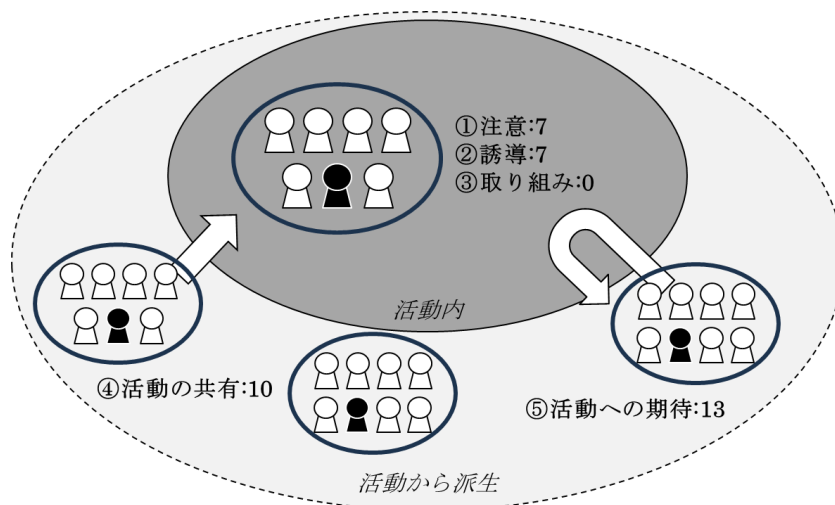 ①注意:7
②誘導:7
③取り組み:0
活動内
④活動の共有:10
⑤活動への期待:13
活動から派生